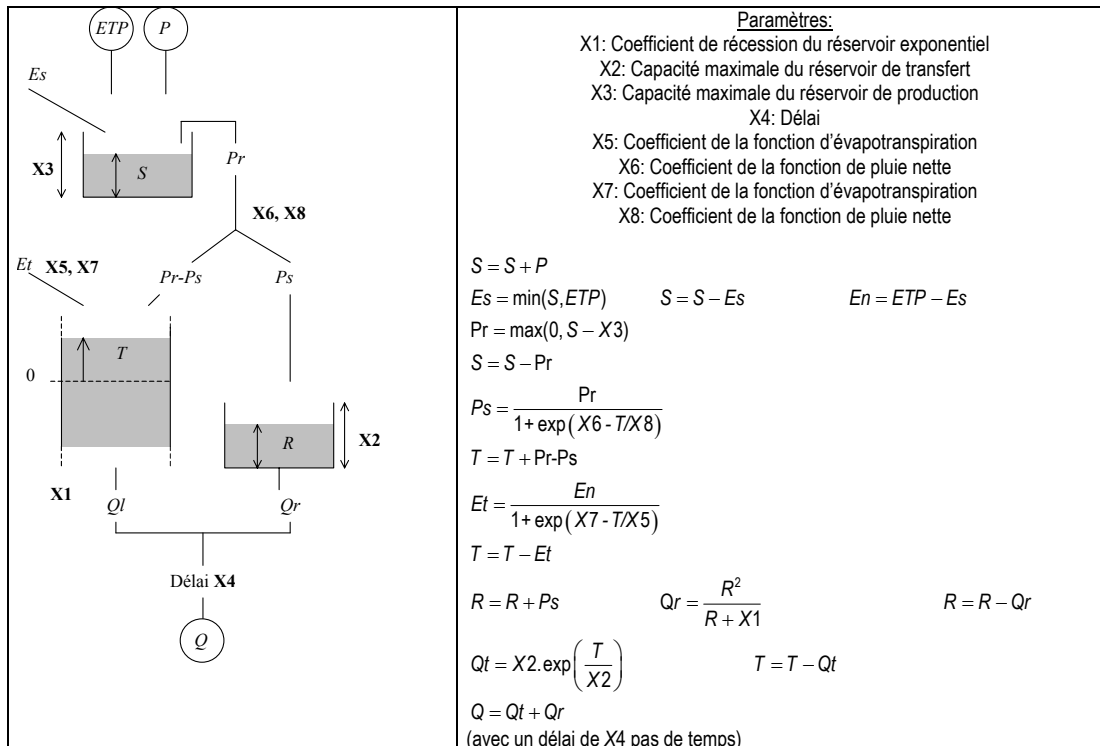 ETP P
Es
X3 S Pr
X6, X8
Et X5, X7 Pr-Ps Ps
T
0
R X2
X1 Ql Qr
Délai X4
Q
Paramètres:
X1: Coefficient de récession du réservoir exponentiel
X2: Capacité maximale du réservoir de transfert
X3: Capacité maximale du réservoir de production
X4: Délai
X5: Coefficient de la fonction d'évapotranspiration
X6: Coefficient de la fonction de pluie nette
X7: Coefficient de la fonction d'évapotranspiration
X8: Coefficient de la fonction de pluie nette
S = S + P
Es = min(S,ETP) S = S − Es En = ETP − Es
Pr = max(0, S − X3)
S = S − Pr
Ps = Pr / 1+ exp(X6 - T/X8)
T = T + Pr-Ps
Et = En / 1+ exp(X7 - T/X5)
T = T − Et
R = R + Ps Qr = R² / R + X1 R = R − Qr
Qt = X2.exp(T / X2) T = T − Qt
Q = Qt + Qr
(avec un délai de X4 pas de temps)